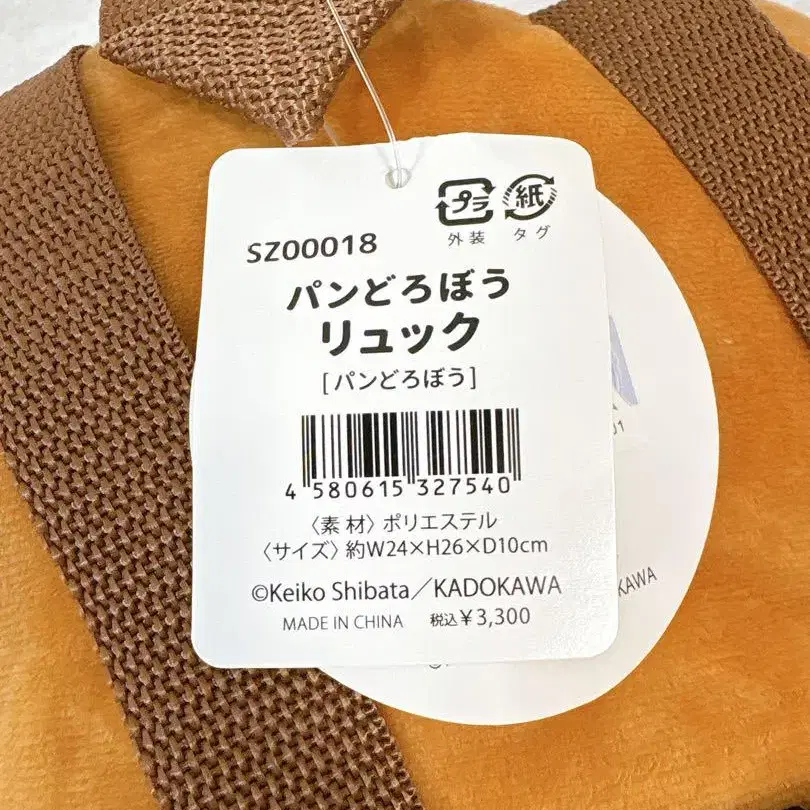 プラ
紙
外装 タグ
SZ00018
パンどろぼう
リュック
[パンどろぼう]
4 580615 327540
〈素 材〉ポリエステル
〈サイズ〉約W24×H26×D10cm
©Keiko Shibata／KADOKAWA
MADE IN CHINA 税込¥3,300